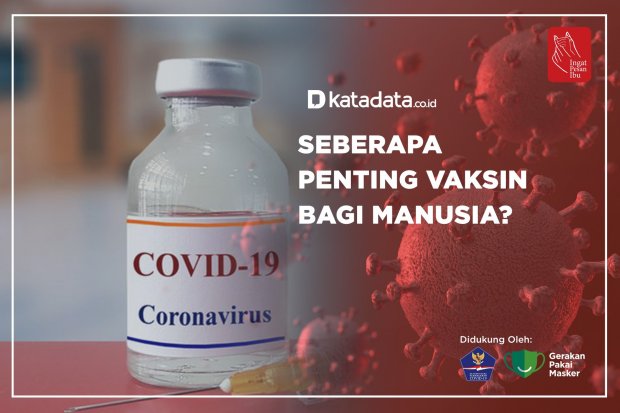 Ingat
Pesan
Ibu
katadata.co.id
SEBERAPA
PENTING VAKSIN
BAGI MANUSIA?
COVID-19
Coronavirus
Didukung Oleh:
Gerakan
Pakai
Masker